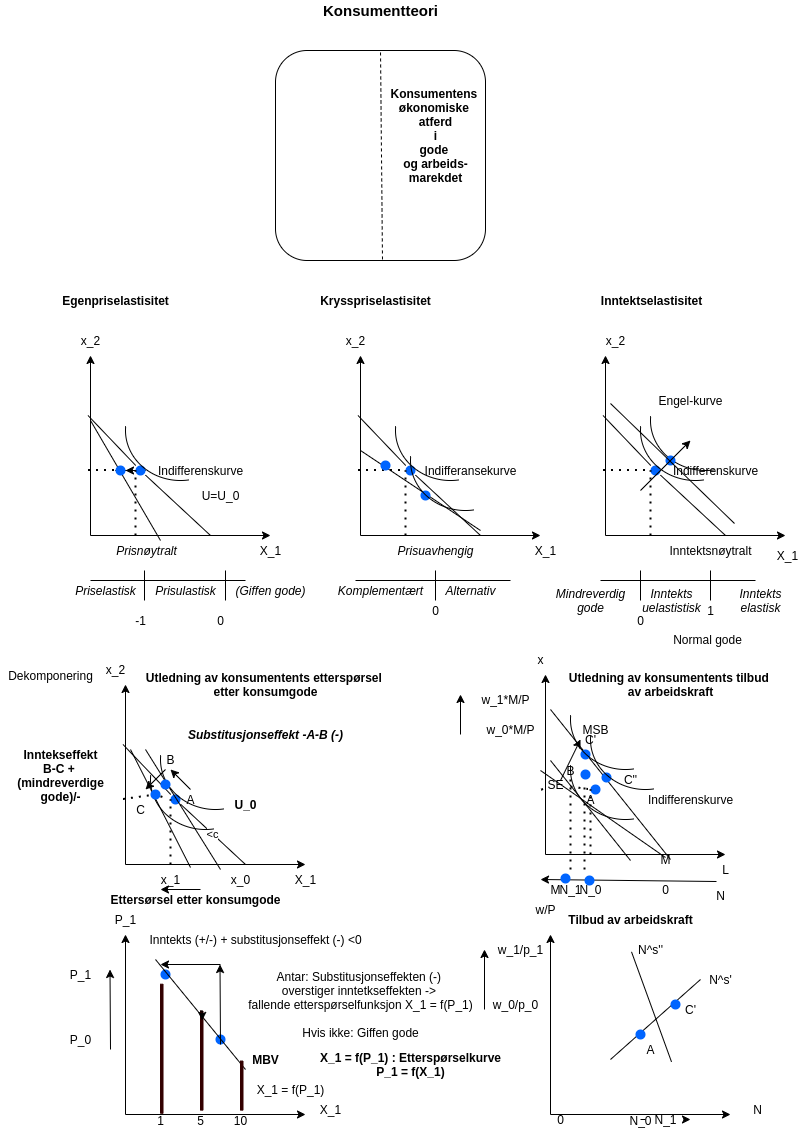 Konsumentteori
Konsumentens
økonomiske
atferd
i
gode
og arbeids-
marekdet
Egenpriselastisitet
Krysspriselastisitet
Inntektselastisitet
x_2
x_2
x_2
Engel-kurve
Indifferenskurve
Indifferansekurve
Indifferenskurve
U=U_0
Prisnøytralt
X_1
Prisuavhengig
X_1
Inntektsnøytralt
X_1
Priselastisk
Prisulastisk
(Giffen gode)
-1
0
Komplementært
Alternativ
0
Mindreverdig
gode
Inntekts
uelastistisk
Inntekts
elastisk
0
1
Normal gode
Dekomponering
x_2
Utledning av konsumentents etterspørsel
etter konsumgode
Substitusjonseffekt -A-B (-)
Inntekseffekt
B-C +
(mindreverdige
gode)/-
B
A
C
U_0
<c
x_1
x_0
X_1
x
Utledning av konsumentents tilbud
av arbeidskraft
w_1*M/P
w_0*M/P
MSB
C'
B
SE
A
C"
Indifferenskurve
M
L
MN_1
N_0
0
N
Ettersørsel etter konsumgode
P_1
Inntekts (+/-) + substitusjonseffekt (-) <0
P_1
P_0
Antar: Substitusjonseffekten (-)
overstiger inntetkseffekten ->
fallende etterspørselfunksjon X_1 = f(P_1)
Hvis ikke: Giffen gode
MBV
X_1 = f(P_1) : Etterspørselkurve
P_1 = f(X_1)
X_1 = f(P_1)
1
5
10
X_1
w/P
Tilbud av arbeidskraft
w_1/p_1
w_0/p_0
N^s"
N^s'
C'
A
0
N_0
N_1
N